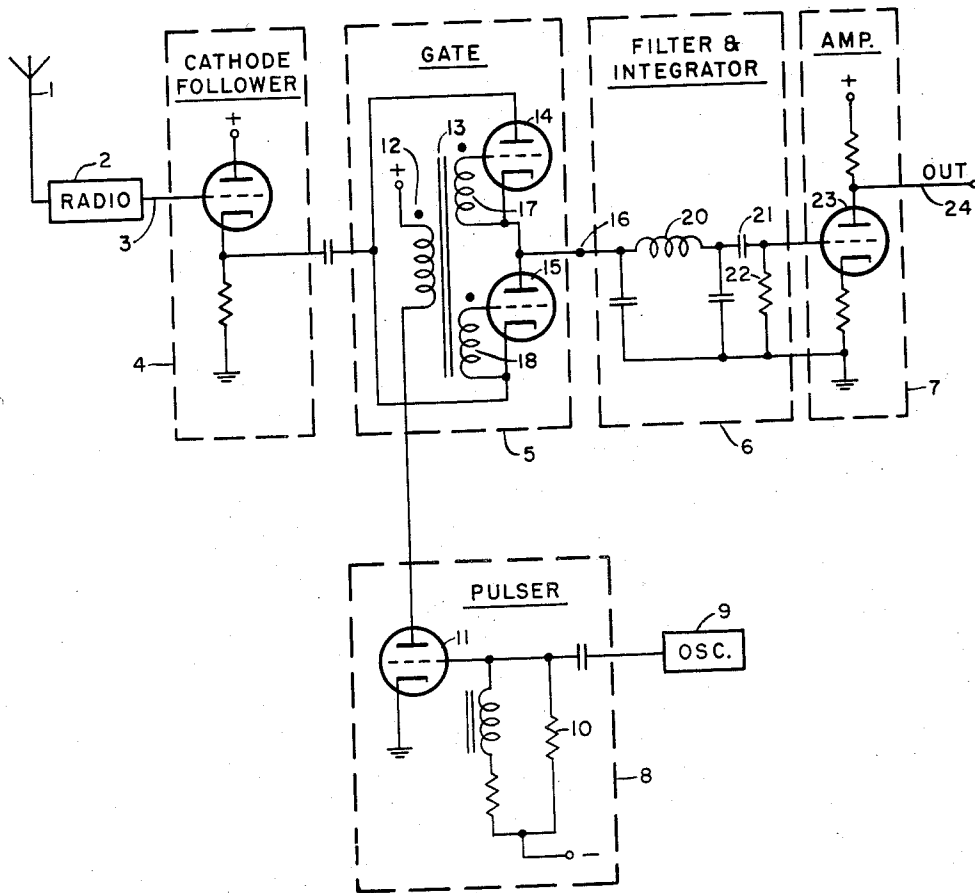 1
2
RADIO
3
CATHODE
FOLLOWER
+
4
GATE
12
13
14
+
17
16
15
18
5
FILTER &
INTEGRATOR
20
21
22
6
AMP.
+
OUT
23
24
7
PULSER
11
9
OSC.
10
8
−